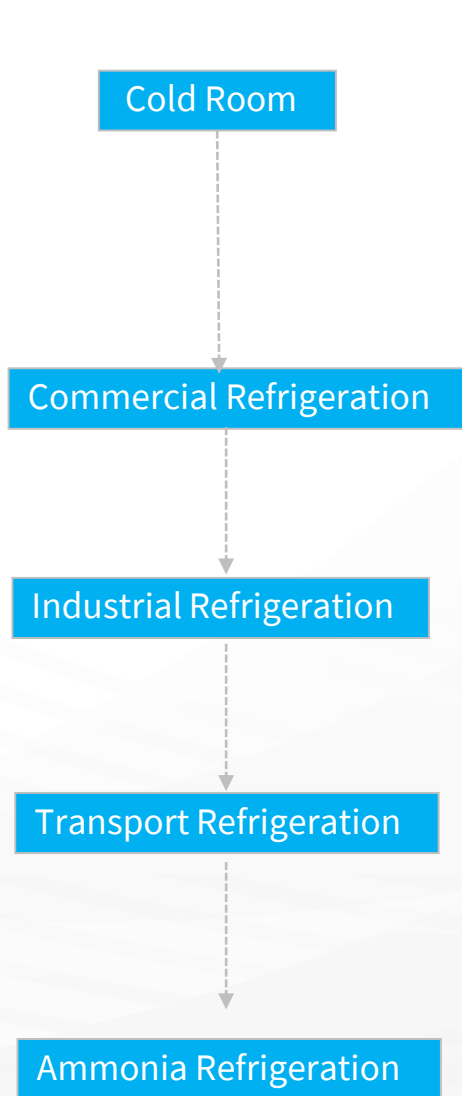 Cold Room
Commercial Refrigeration
Industrial Refrigeration
Transport Refrigeration
Ammonia Refrigeration